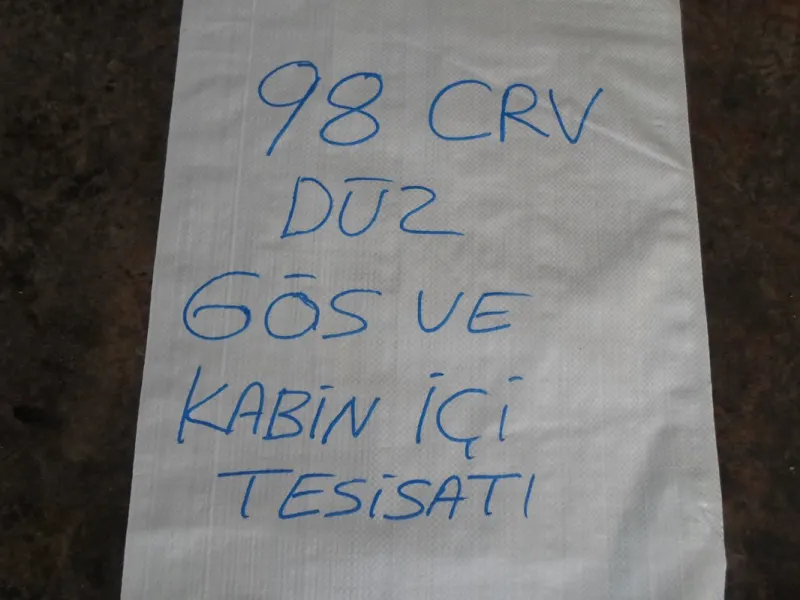 98 CRV
DÜZ
GÖS VE
KABİN İÇİ
TESİSATI